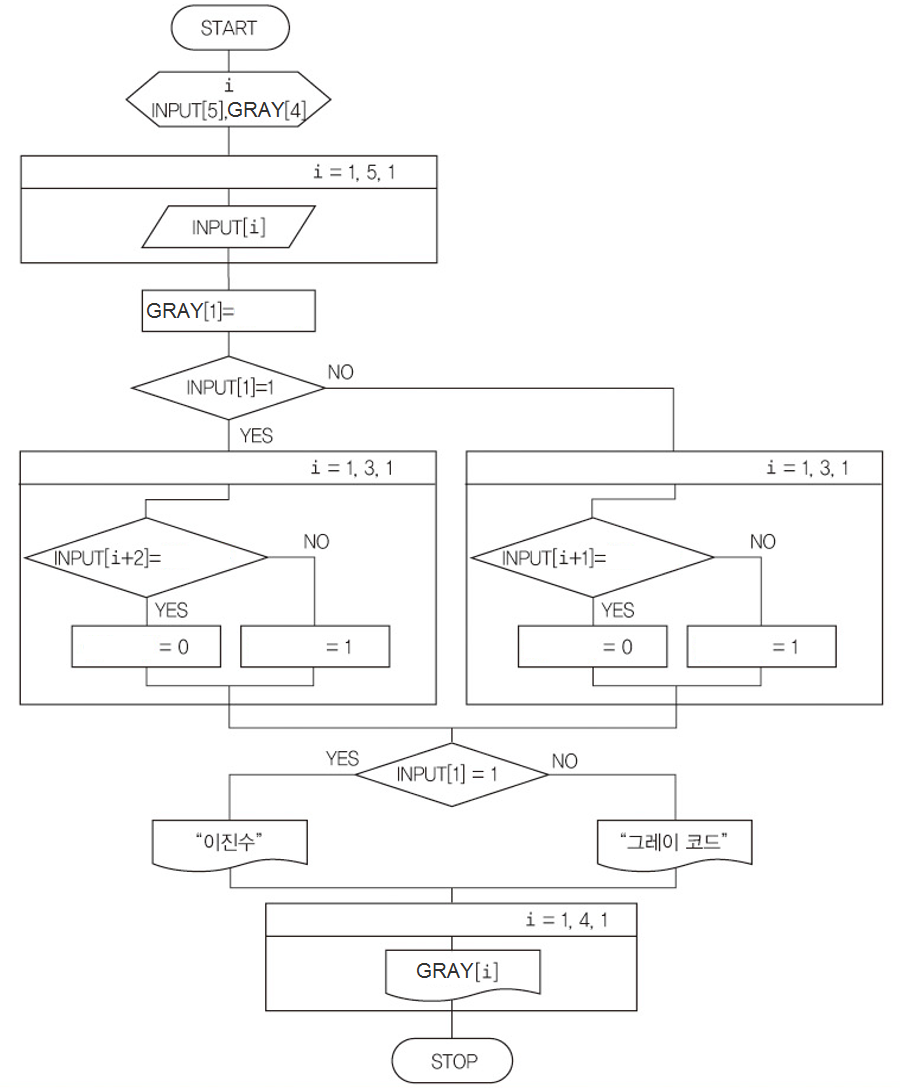 START
i
INPUT[5],GRAY[4]
i = 1, 5, 1
INPUT[i]
GRAY[1]=
INPUT[1]=1
NO
YES
i = 1, 3, 1
INPUT[i+2]=
NO
YES
= 0
= 1
i = 1, 3, 1
INPUT[i+1]=
NO
YES
= 0
= 1
INPUT[1] = 1
YES
NO
“이진수”
“그레이 코드”
i = 1, 4, 1
GRAY[i]
STOP